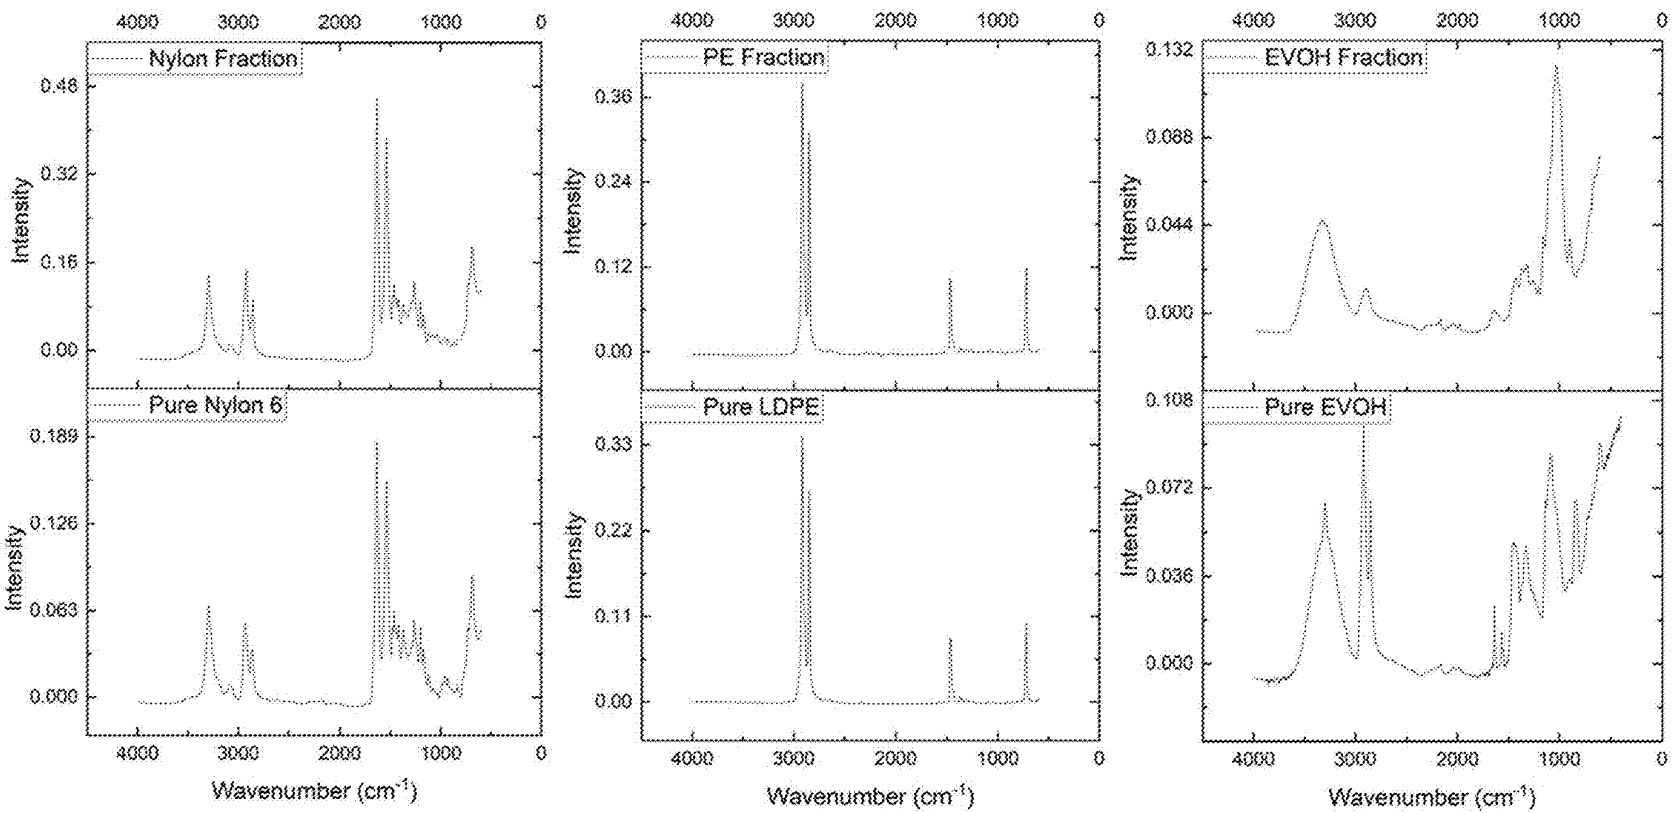 4000 3000 2000 1000 0
Nylon Fraction
0.48
0.32
0.16
0.00
Intensity
Pure Nylon 6
0.189
0.126
0.063
0.000
Intensity
4000 3000 2000 1000 0
Wavenumber (cm⁻¹)
4000 3000 2000 1000 0
PE Fraction
0.36
0.24
0.12
0.00
Intensity
Pure LDPE
0.33
0.22
0.11
0.00
Intensity
4000 3000 2000 1000 0
Wavenumber (cm⁻¹)
4000 3000 2000 1000 0
EVOH Fraction
0.132
0.088
0.044
0.000
Intensity
Pure EVOH
0.108
0.072
0.036
0.000
Intensity
4000 3000 2000 1000 0
Wavenumber (cm⁻¹)